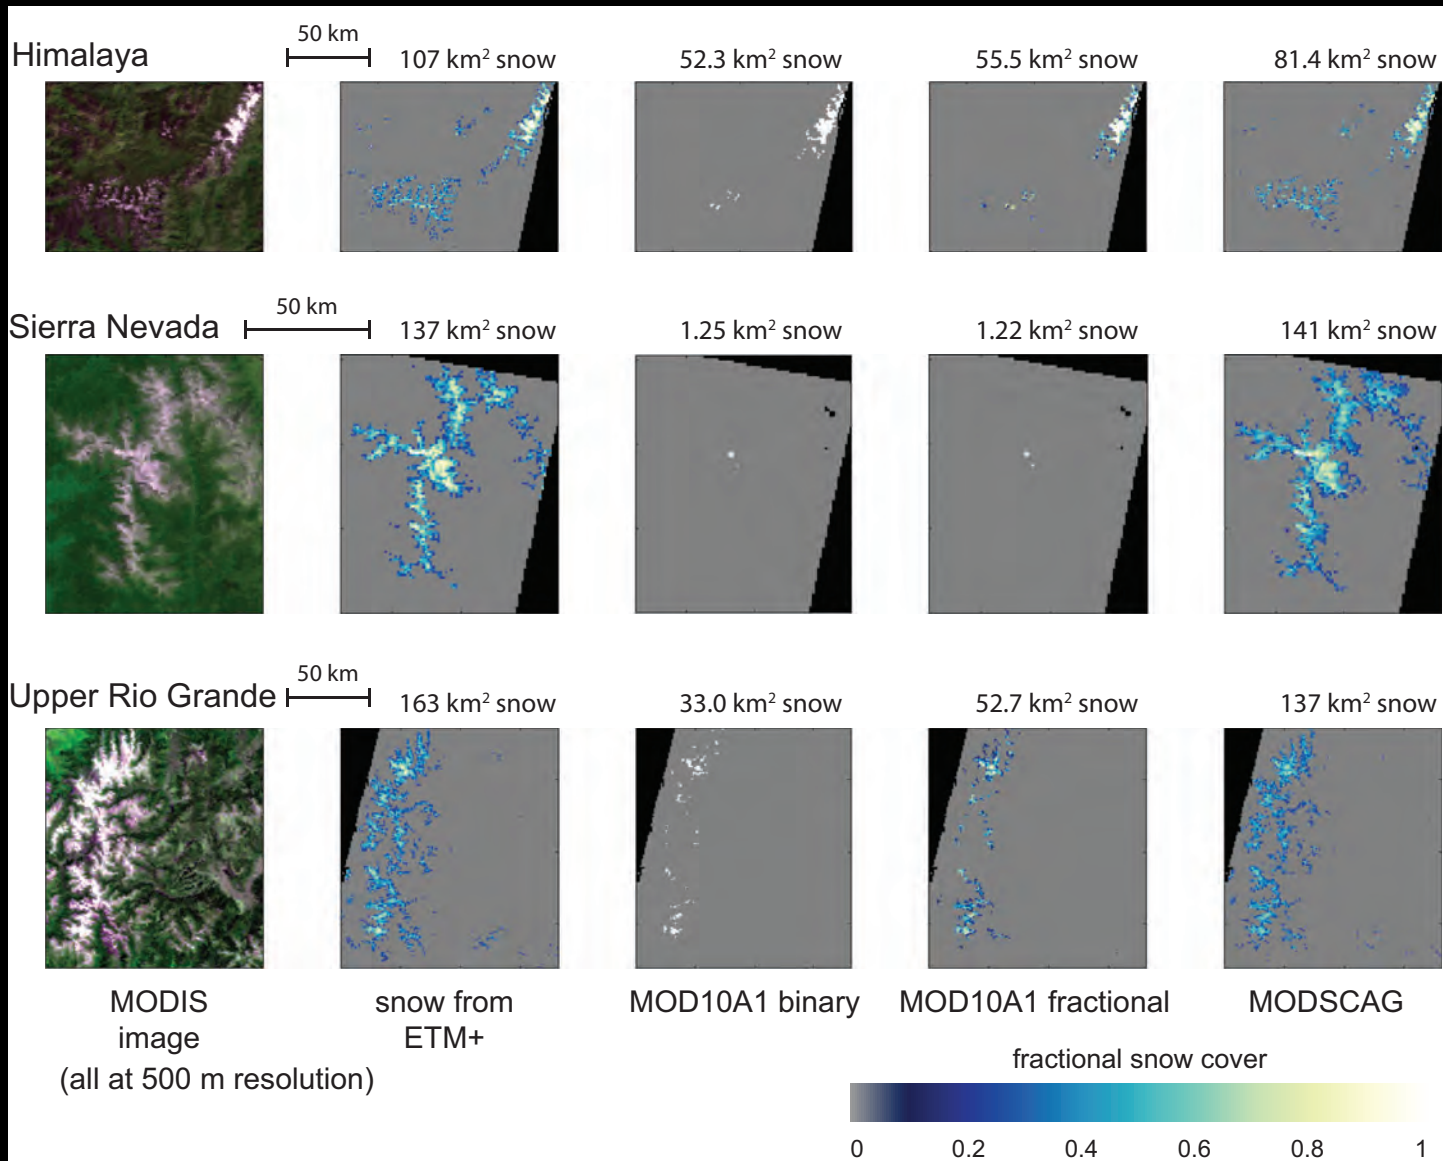 Himalaya
50 km
107 km² snow
52.3 km² snow
55.5 km² snow
81.4 km² snow
Sierra Nevada
50 km
137 km² snow
1.25 km² snow
1.22 km² snow
141 km² snow
Upper Rio Grande
50 km
163 km² snow
33.0 km² snow
52.7 km² snow
137 km² snow
MODIS
image
snow from
ETM+
MOD10A1 binary
MOD10A1 fractional
MODSCAG
(all at 500 m resolution)
fractional snow cover
0 0.2 0.4 0.6 0.8 1